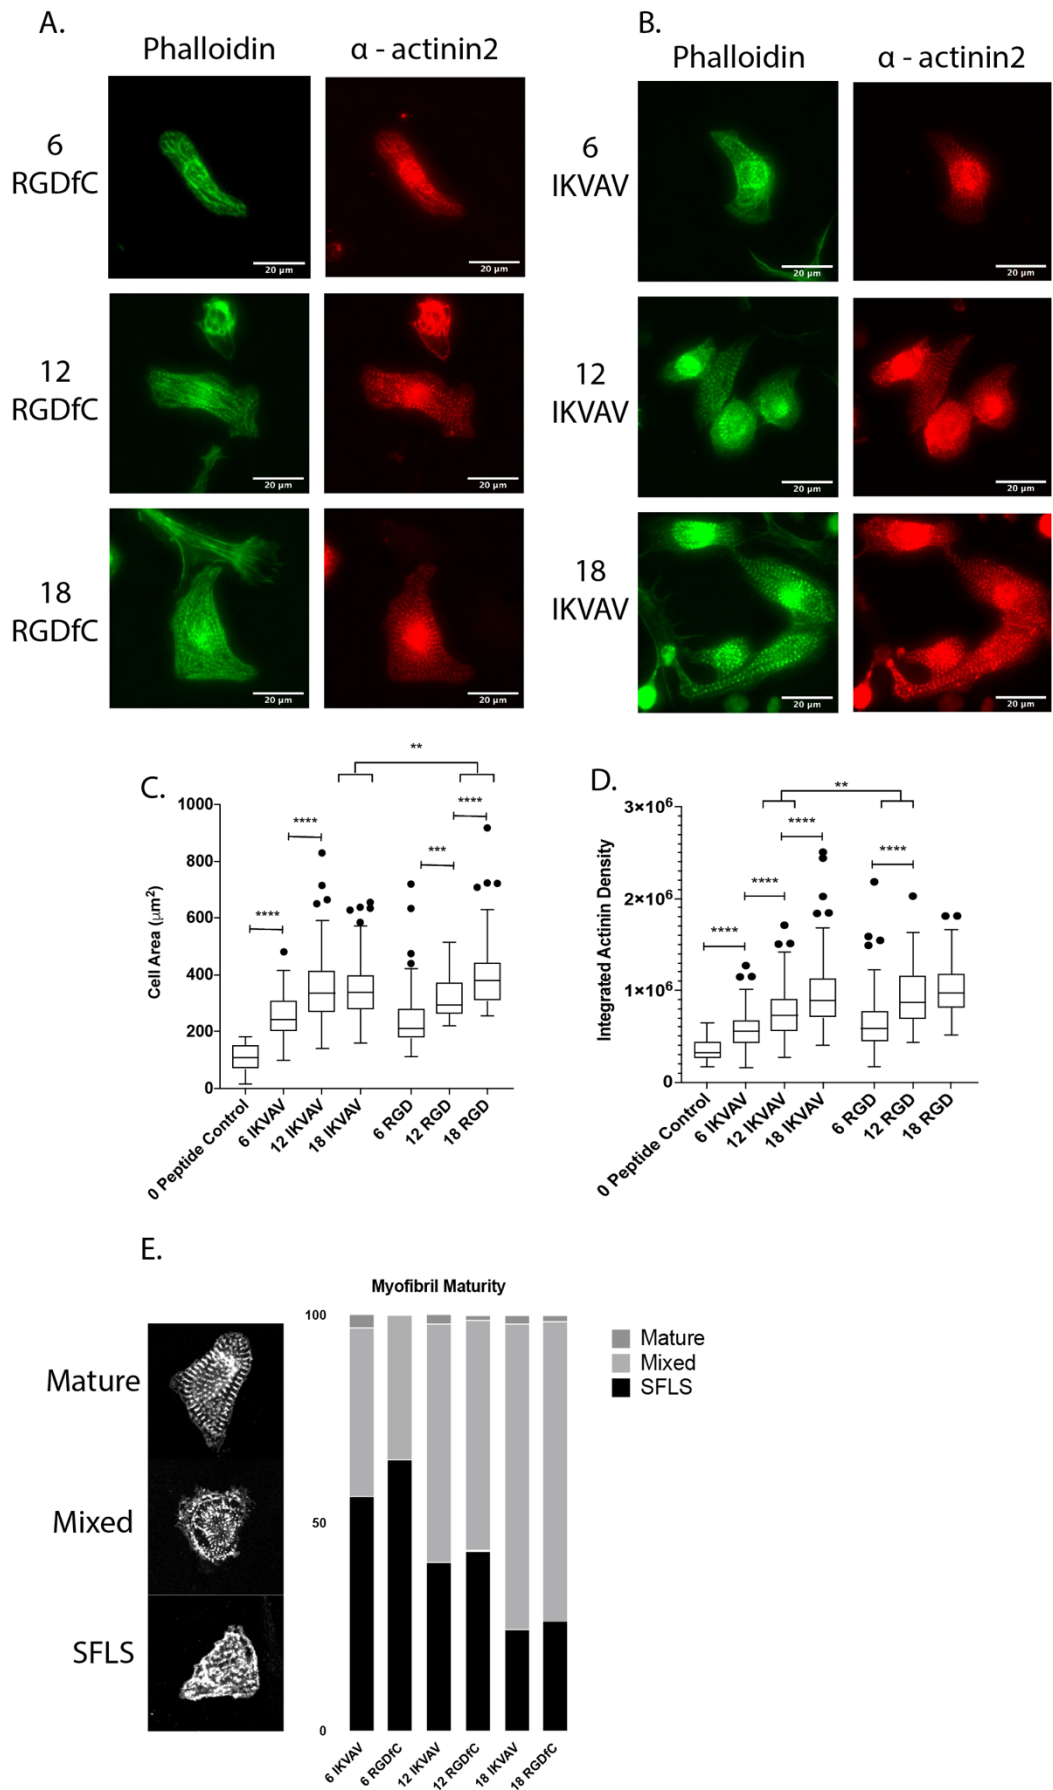 A.
Phalloidin
α - actinin2
6
RGDfC
20 µm
20 µm
12
RGDfC
20 µm
20 µm
18
RGDfC
20 µm
20 µm
B.
Phalloidin
α - actinin2
6
IKVAV
20 µm
20 µm
12
IKVAV
20 µm
20 µm
18
IKVAV
20 µm
20 µm
C.
**
****
****
***
****
1000
800
600
400
200
0
Cell Area (µm²)
0 Peptide Control
6 IKVAV
12 IKVAV
18 IKVAV
6 RGD
12 RGD
18 RGD
D.
**
****
****
****
****
3×10⁶
2×10⁶
1×10⁶
0
Integrated Actinin Density
0 Peptide Control
6 IKVAV
12 IKVAV
18 IKVAV
6 RGD
12 RGD
18 RGD
E.
Mature
Mixed
SFLS
Myofibril Maturity
100
50
0
6 IKVAV
6 RGDfC
12 IKVAV
12 RGDfC
18 IKVAV
18 RGDfC
Mature
Mixed
SFLS